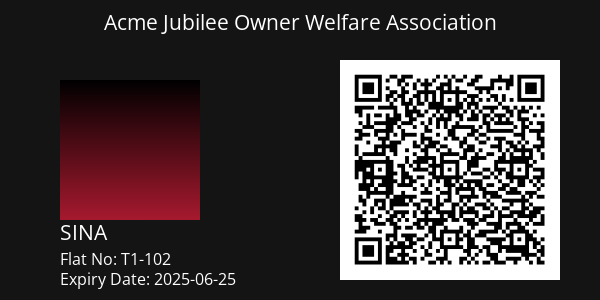 Acme Jubilee Owner Welfare Association
SINA
Flat No: T1-102
Expiry Date: 2025-06-25